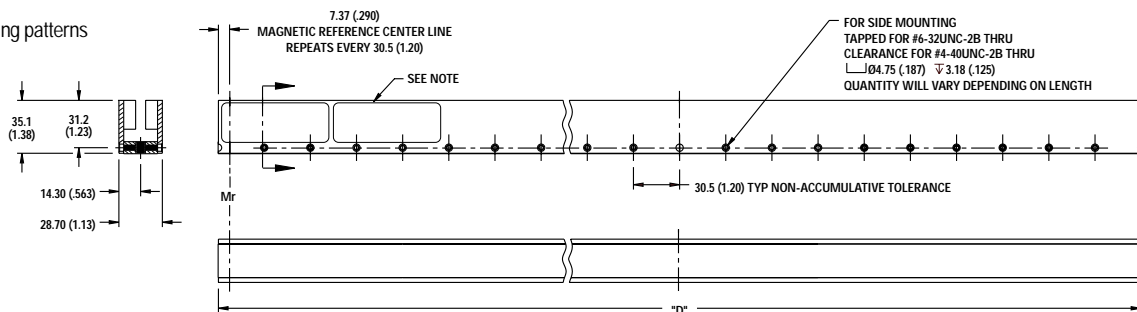 ng patterns
7.37 (.290)
MAGNETIC REFERENCE CENTER LINE
REPEATS EVERY 30.5 (1.20)
SEE NOTE
FOR SIDE MOUNTING
TAPPED FOR #6-32UNC-2B THRU
CLEARANCE FOR #4-40UNC-2B THRU
⌴Ø4.75 (.187) ↧3.18 (.125)
QUANTITY WILL VARY DEPENDING ON LENGTH
35.1
(1.38)
31.2
(1.23)
14.30 (.563)
28.70 (1.13)
Mr
30.5 (1.20) TYP NON-ACCUMULATIVE TOLERANCE
"D"